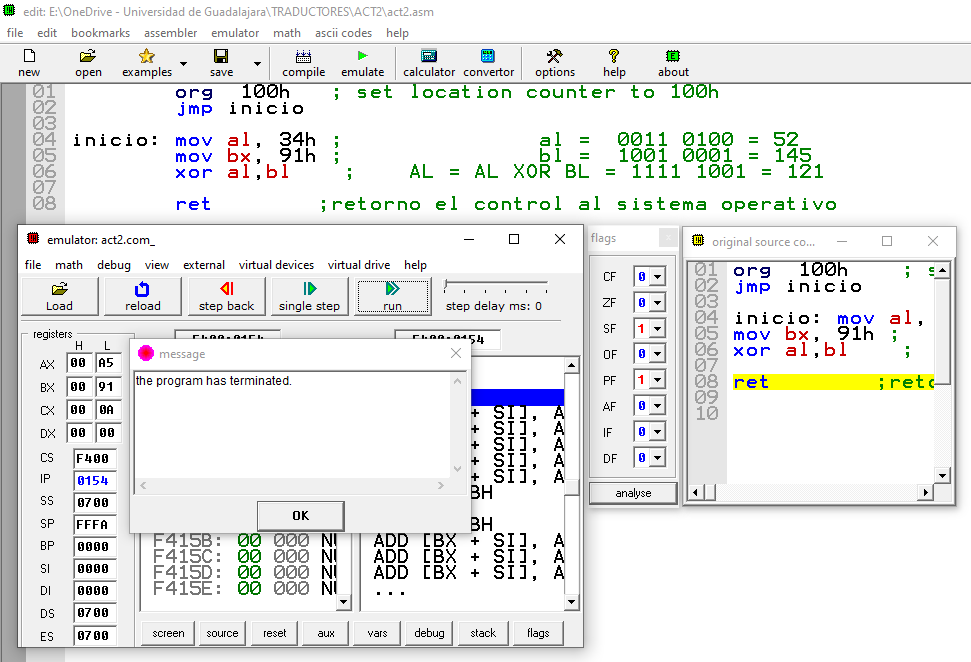 edit: E:\OneDrive - Universidad de Guadalajara\TRADUCTORES\ACT2\act2.asm
file edit bookmarks assembler emulator math ascii codes help
new open examples save compile emulate calculator convertor options help about
01 org 100h ; set location counter to 100h
02 jmp inicio
03
04 inicio: mov al, 34h ; al = 0011 0100 = 52
05 mov bx, 91h ; bl = 1001 0001 = 145
06 xor al,bl ; AL = AL XOR BL = 1111 1001 = 121
07
08 ret ;retorno el control al sistema operativo
emulator: act2.com_
file math debug view external virtual devices virtual drive help
Load reload step back single step run step delay ms: 0
registers
H L
AX 00 A5
BX 00 91
CX 00 0A
DX 00 00
CS F400
IP 0154
SS 0700
SP FFFA
BP 0000
SI 0000
DI 0000
DS 0700
ES 0700
F400:0154 F400:0154
message
the program has terminated.
OK
+ SI], A
+ SI], A
+ SI], A
+ SI], A
+ SI], A
BH
BH
F415B: 00 000 NU ADD [BX + SI], A
F415C: 00 000 NU ADD [BX + SI], A
F415D: 00 000 NU ADD [BX + SI], A
F415E: 00 000 NU ...
screen source reset aux vars debug stack flags
flags
CF 0
ZF 0
SF 1
OF 0
PF 1
AF 0
IF 0
DF 0
analyse
original source co...
01 org 100h ; s
02 jmp inicio
03
04 inicio: mov al,
05 mov bx, 91h ;
06 xor al,bl ;
07
08 ret ;reto
09
10